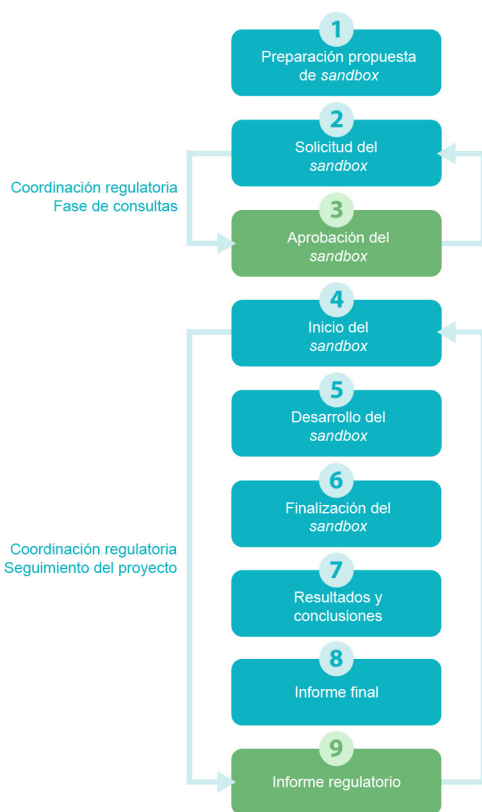 1
Preparación propuesta
de sandbox
2
Solicitud del
sandbox
Coordinación regulatoria
Fase de consultas
3
Aprobación del
sandbox
4
Inicio del
sandbox
5
Desarrollo del
sandbox
6
Finalización del
sandbox
Coordinación regulatoria
Seguimiento del proyecto
7
Resultados y
conclusiones
8
Informe final
9
Informe regulatorio